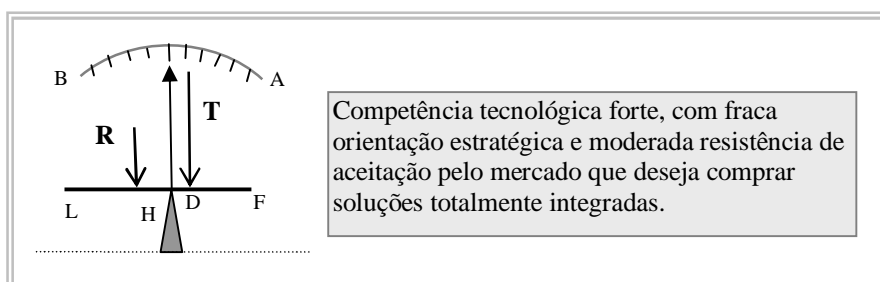 B
A
T
R
L
H
D
F
Competência tecnológica forte, com fraca
orientação estratégica e moderada resistência de
aceitação pelo mercado que deseja comprar
soluções totalmente integradas.